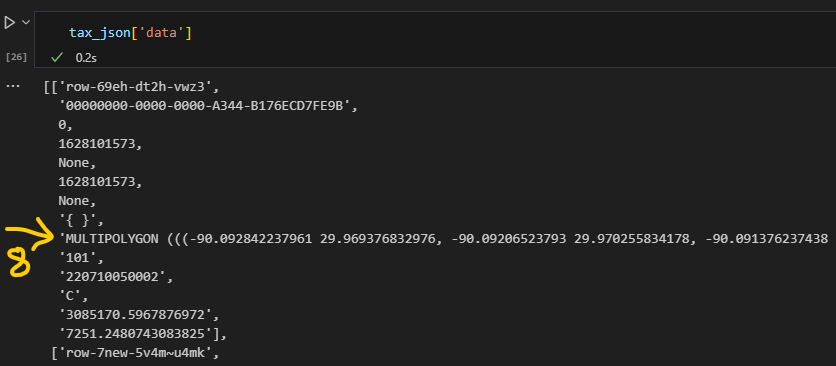 tax_json['data']
[26]
0.2s
...
[['row-69eh-dt2h-vwz3',
'00000000-0000-0000-A344-B176ECD7FE9B',
0,
1628101573,
None,
1628101573,
None,
'{ }',
8
'MULTIPOLYGON (((-90.092842237961 29.969376832976, -90.09206523793 29.970255834178, -90.091376237438
'101',
'220710050002',
'C',
'3085170.5967876972',
'7251.2480743083825'],
['row-7new-5v4m~u4mk',